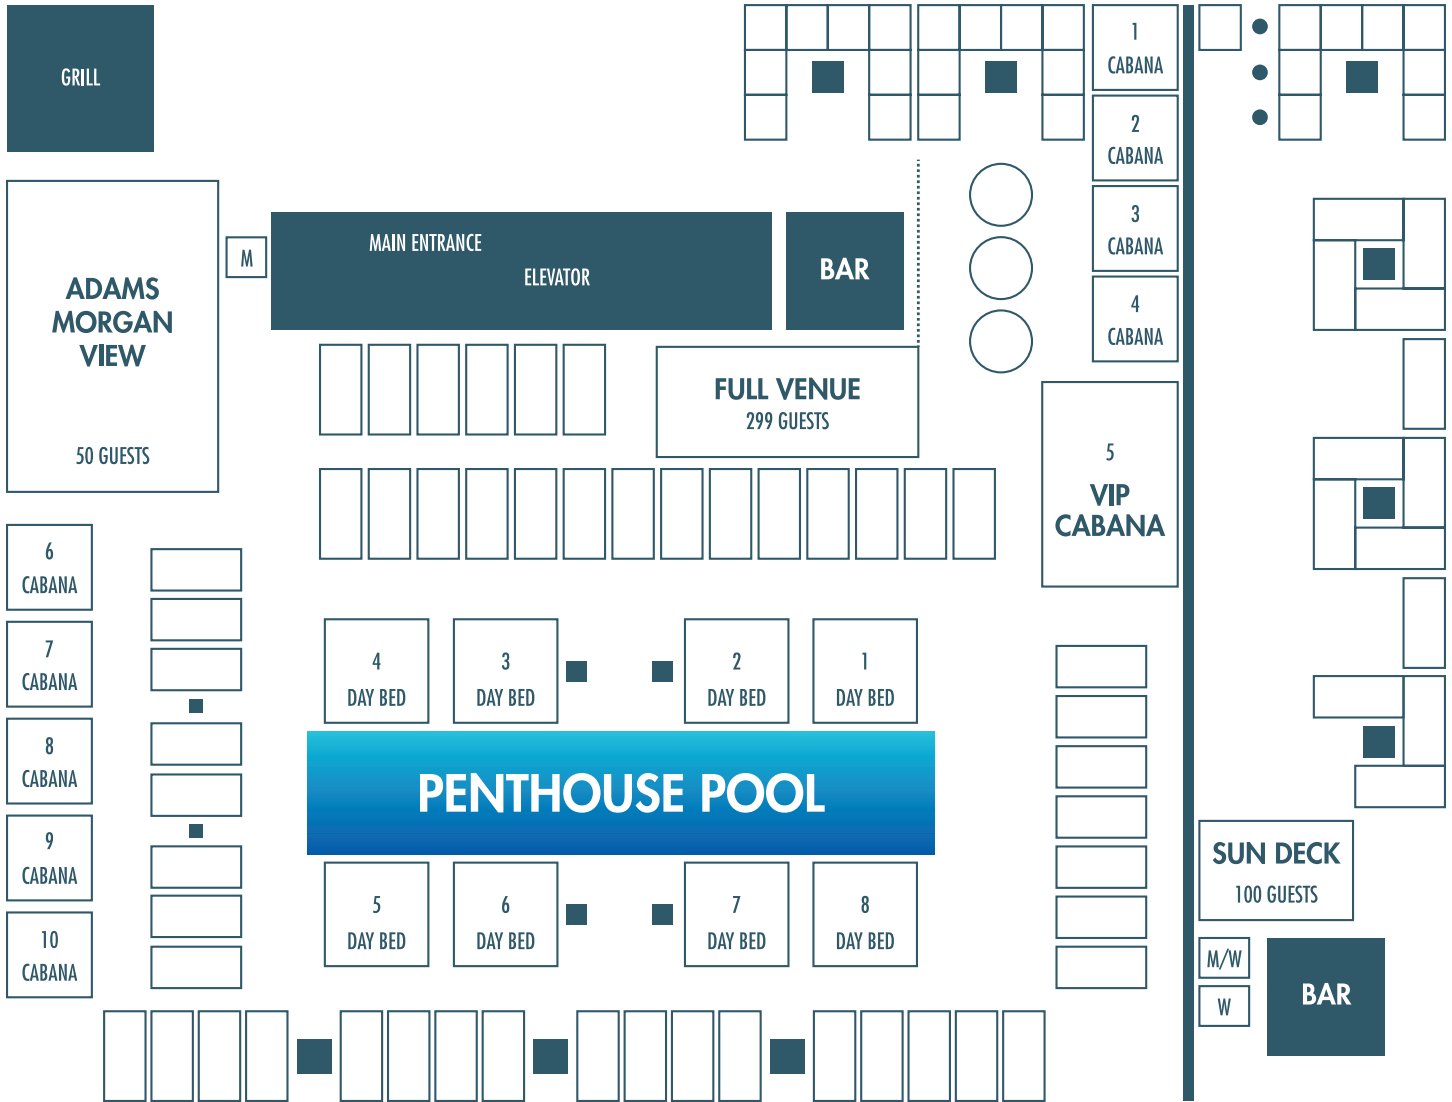 GRILL
1
CABANA
2
CABANA
3
CABANA
4
CABANA
ADAMS
MORGAN
VIEW
50 GUESTS
M
MAIN ENTRANCE
ELEVATOR
BAR
FULL VENUE
299 GUESTS
5
VIP
CABANA
6
CABANA
7
CABANA
8
CABANA
9
CABANA
10
CABANA
4
DAY BED
3
DAY BED
2
DAY BED
1
DAY BED
PENTHOUSE POOL
5
DAY BED
6
DAY BED
7
DAY BED
8
DAY BED
SUN DECK
100 GUESTS
M/W
W
BAR